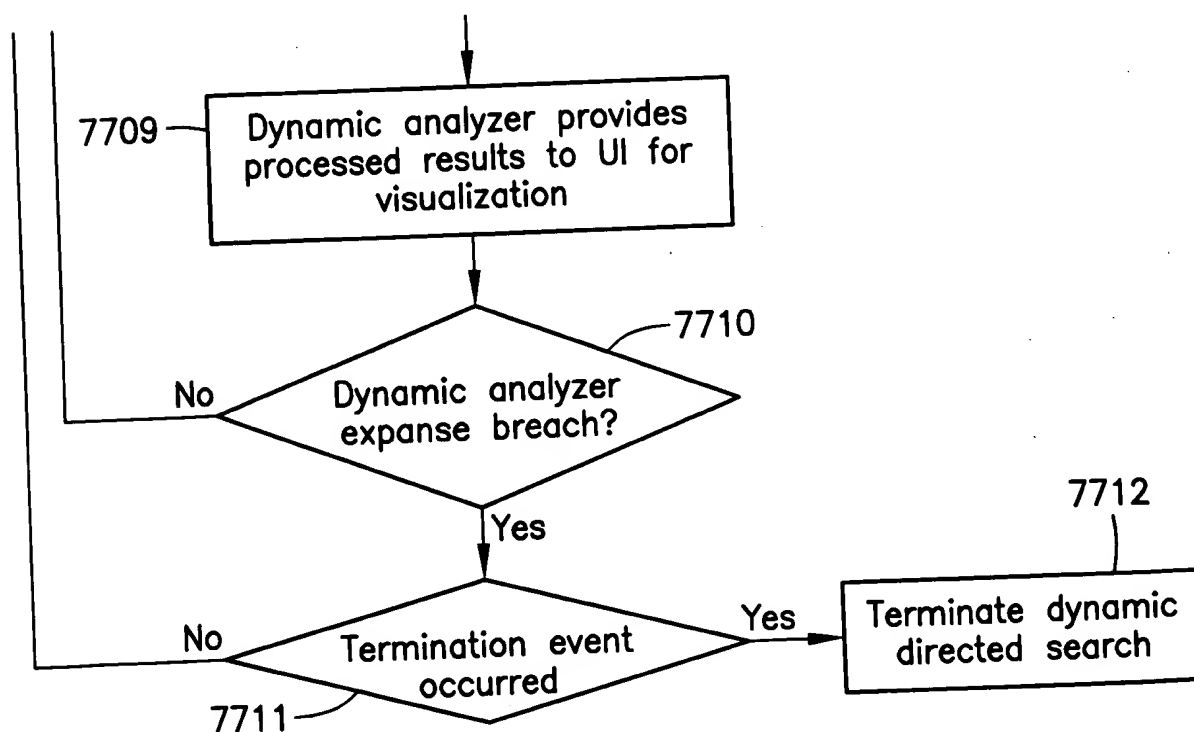 7709
Dynamic analyzer provides
processed results to UI for
visualization
7710
No
Dynamic analyzer
expanse breach?
Yes
7712
No
Termination event
occurred
Yes
Terminate dynamic
directed search
7711